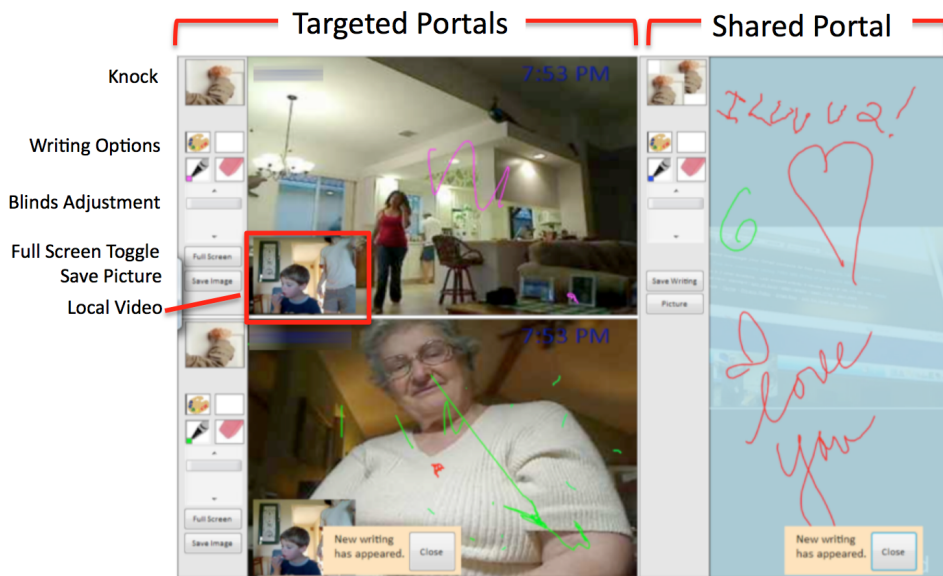 Targeted Portals
Shared Portal
Knock
Writing Options
Blinds Adjustment
Full Screen Toggle
Save Picture
Local Video
7:53 PM
Full Screen
Save Image
7:53 PM
Full Screen
Save Image
New writing
has appeared.
Close
I luv u 2!
6
Save Writing
Picture
I love
you
New writing
has appeared.
Close